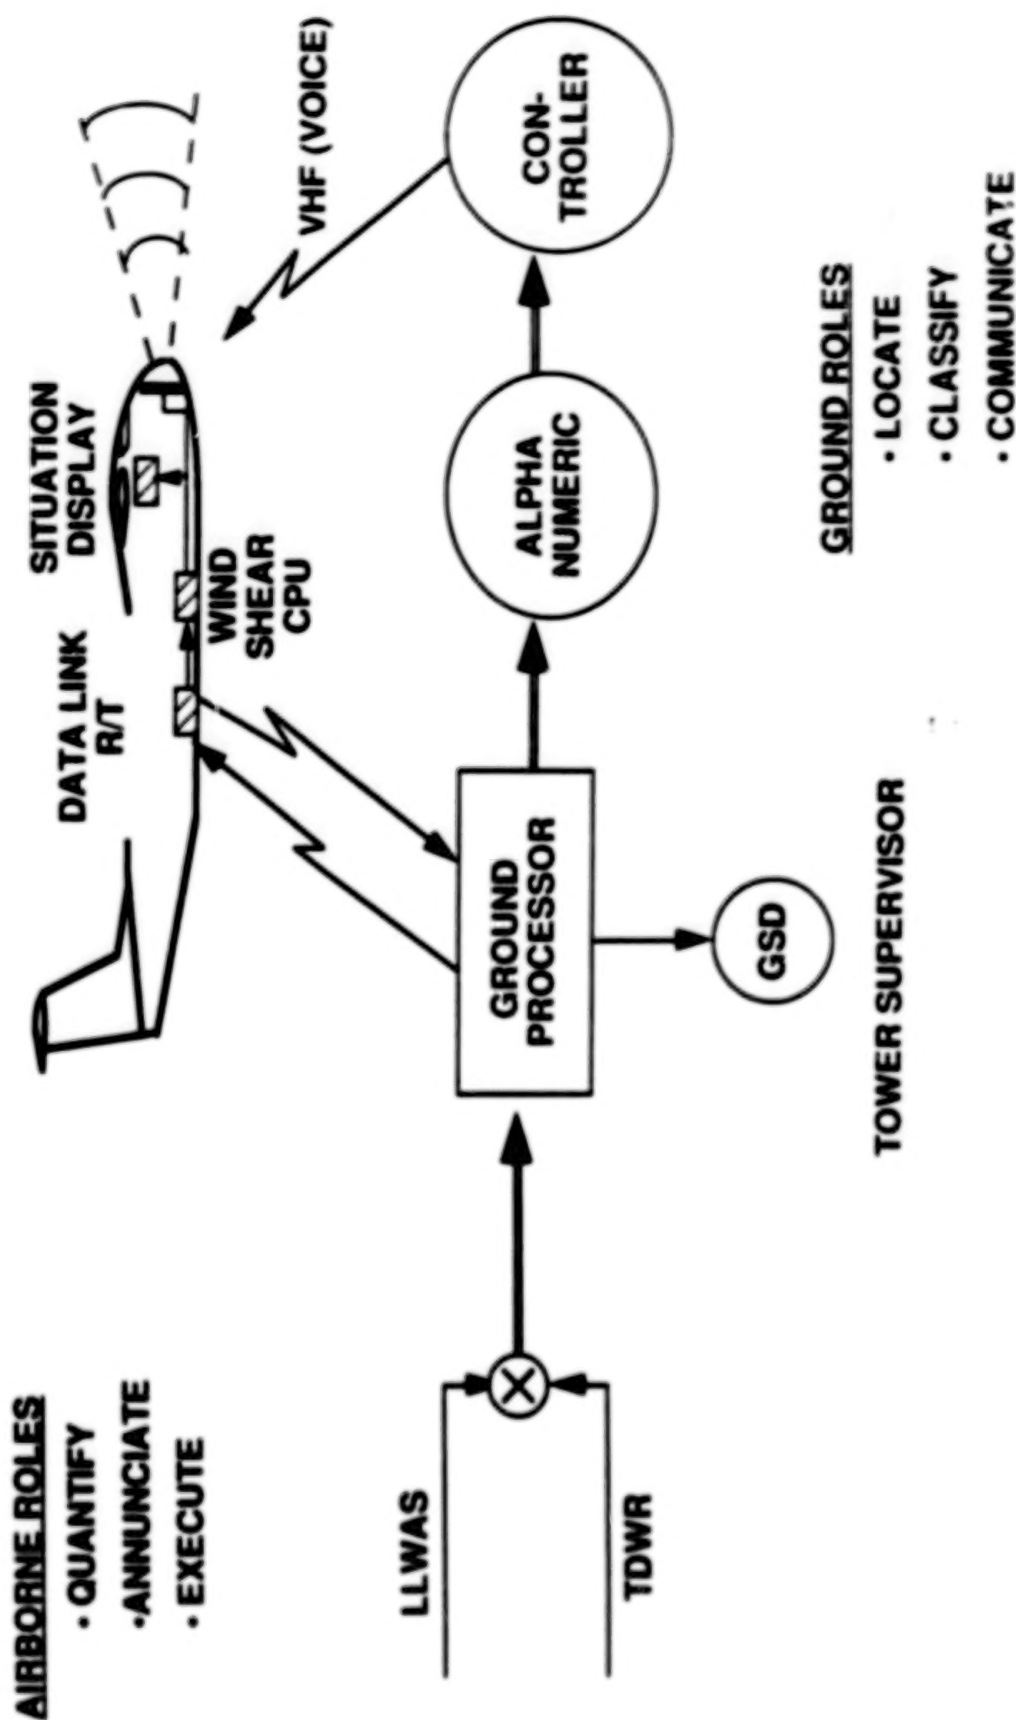 AIRBORNE ROLES
• QUANTIFY
•ANNUNCIATE
• EXECUTE
DATA LINK
R/T
SITUATION
DISPLAY
WIND
SHEAR
CPU
VHF (VOICE)
LLWAS
TDWR
GROUND
PROCESSOR
ALPHA
NUMERIC
CON-
TROLLER
GSD
TOWER SUPERVISOR
GROUND ROLES
• LOCATE
• CLASSIFY
• COMMUNICATE